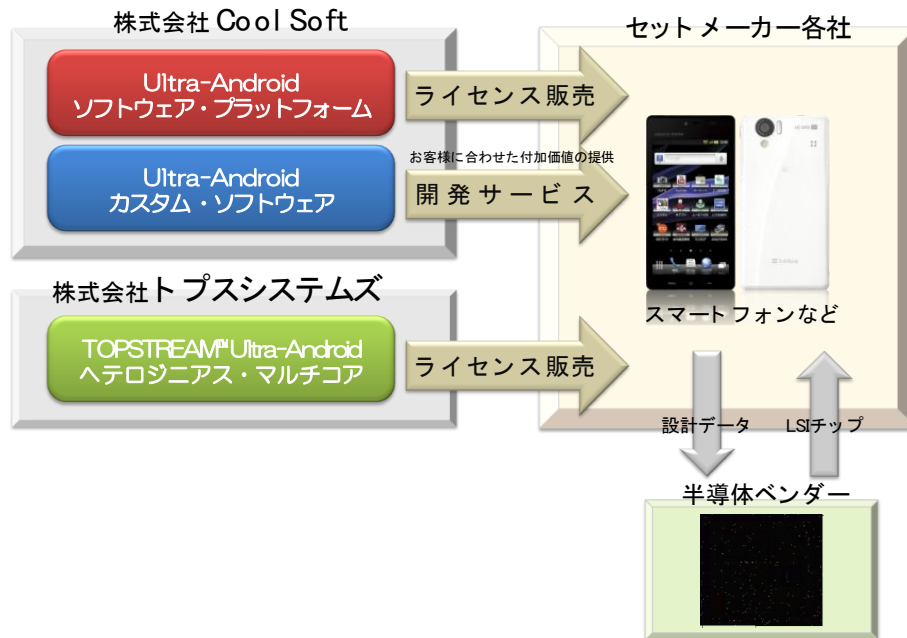 株式会社 Cool Soft
Ultra-Android
ソフトウェア・プラットフォーム
ライセンス販売
Ultra-Android
カスタム・ソフトウェア
お客様に合わせた付加価値の提供
開発サービス
株式会社トプスシステムズ
TOPSTREAM™ Ultra-Android
ヘテロジニアス・マルチコア
ライセンス販売
セットメーカー各社
スマートフォンなど
設計データ
LSIチップ
半導体ベンダー